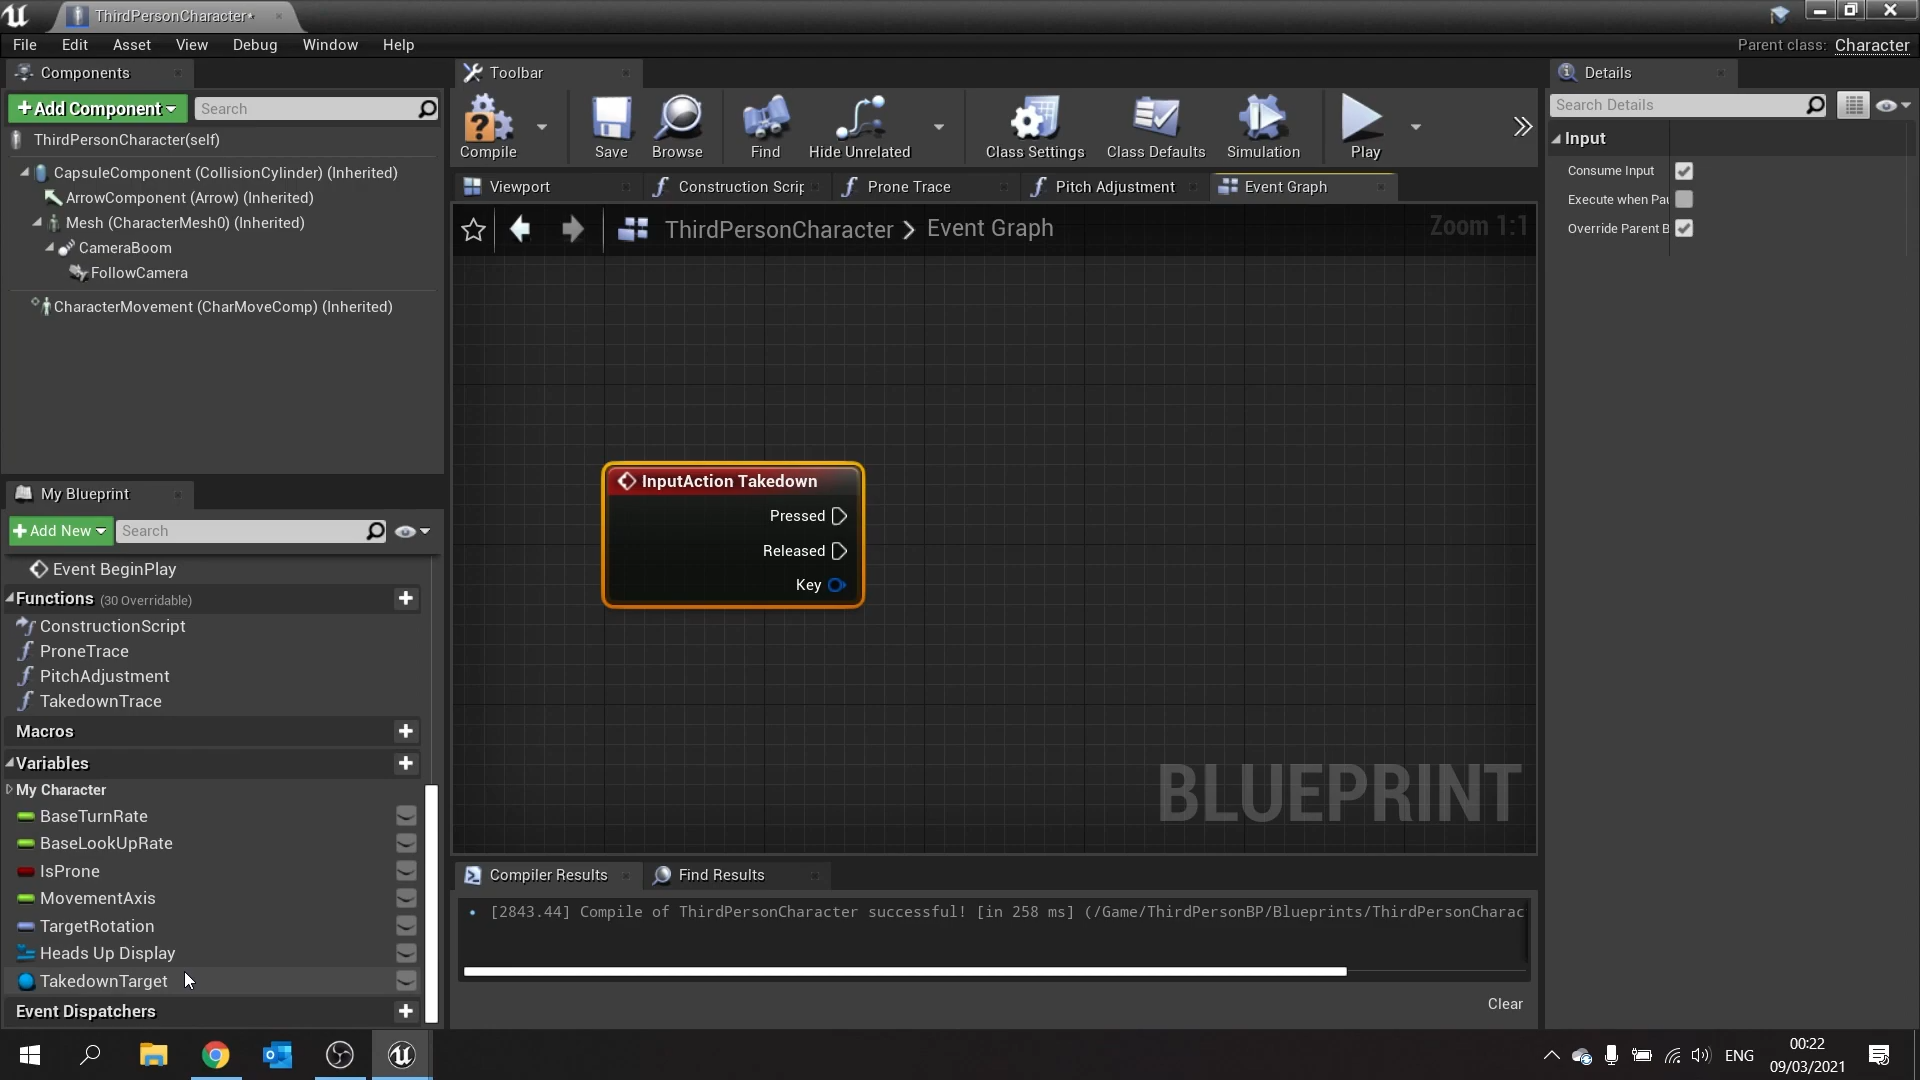 ThirdPersonCharacter*
File Edit Asset View Debug Window Help
Parent class: Character
Components
+Add Component
Search
ThirdPersonCharacter(self)
CapsuleComponent (CollisionCylinder) (Inherited)
ArrowComponent (Arrow) (Inherited)
Mesh (CharacterMesh0) (Inherited)
CameraBoom
FollowCamera
CharacterMovement (CharMoveComp) (Inherited)
My Blueprint
+Add New
Search
Event BeginPlay
Functions (30 Overridable)
ConstructionScript
ProneTrace
PitchAdjustment
TakedownTrace
Macros
Variables
My Character
BaseTurnRate
BaseLookUpRate
IsProne
MovementAxis
TargetRotation
Heads Up Display
TakedownTarget
Event Dispatchers
Toolbar
Compile
Save
Browse
Find
Hide Unrelated
Class Settings
Class Defaults
Simulation
Play
Viewport
Construction Scrip
Prone Trace
Pitch Adjustment
Event Graph
ThirdPersonCharacter > Event Graph
Zoom 1:1
InputAction Takedown
Pressed
Released
Key
BLUEPRINT
Compiler Results
Find Results
[2843.44] Compile of ThirdPersonCharacter successful! [in 258 ms] (/Game/ThirdPersonBP/Blueprints/ThirdPersonCharac
Clear
Details
Search Details
Input
Consume Input
Execute when Pau
Override Parent B
ENG
00:22
09/03/2021